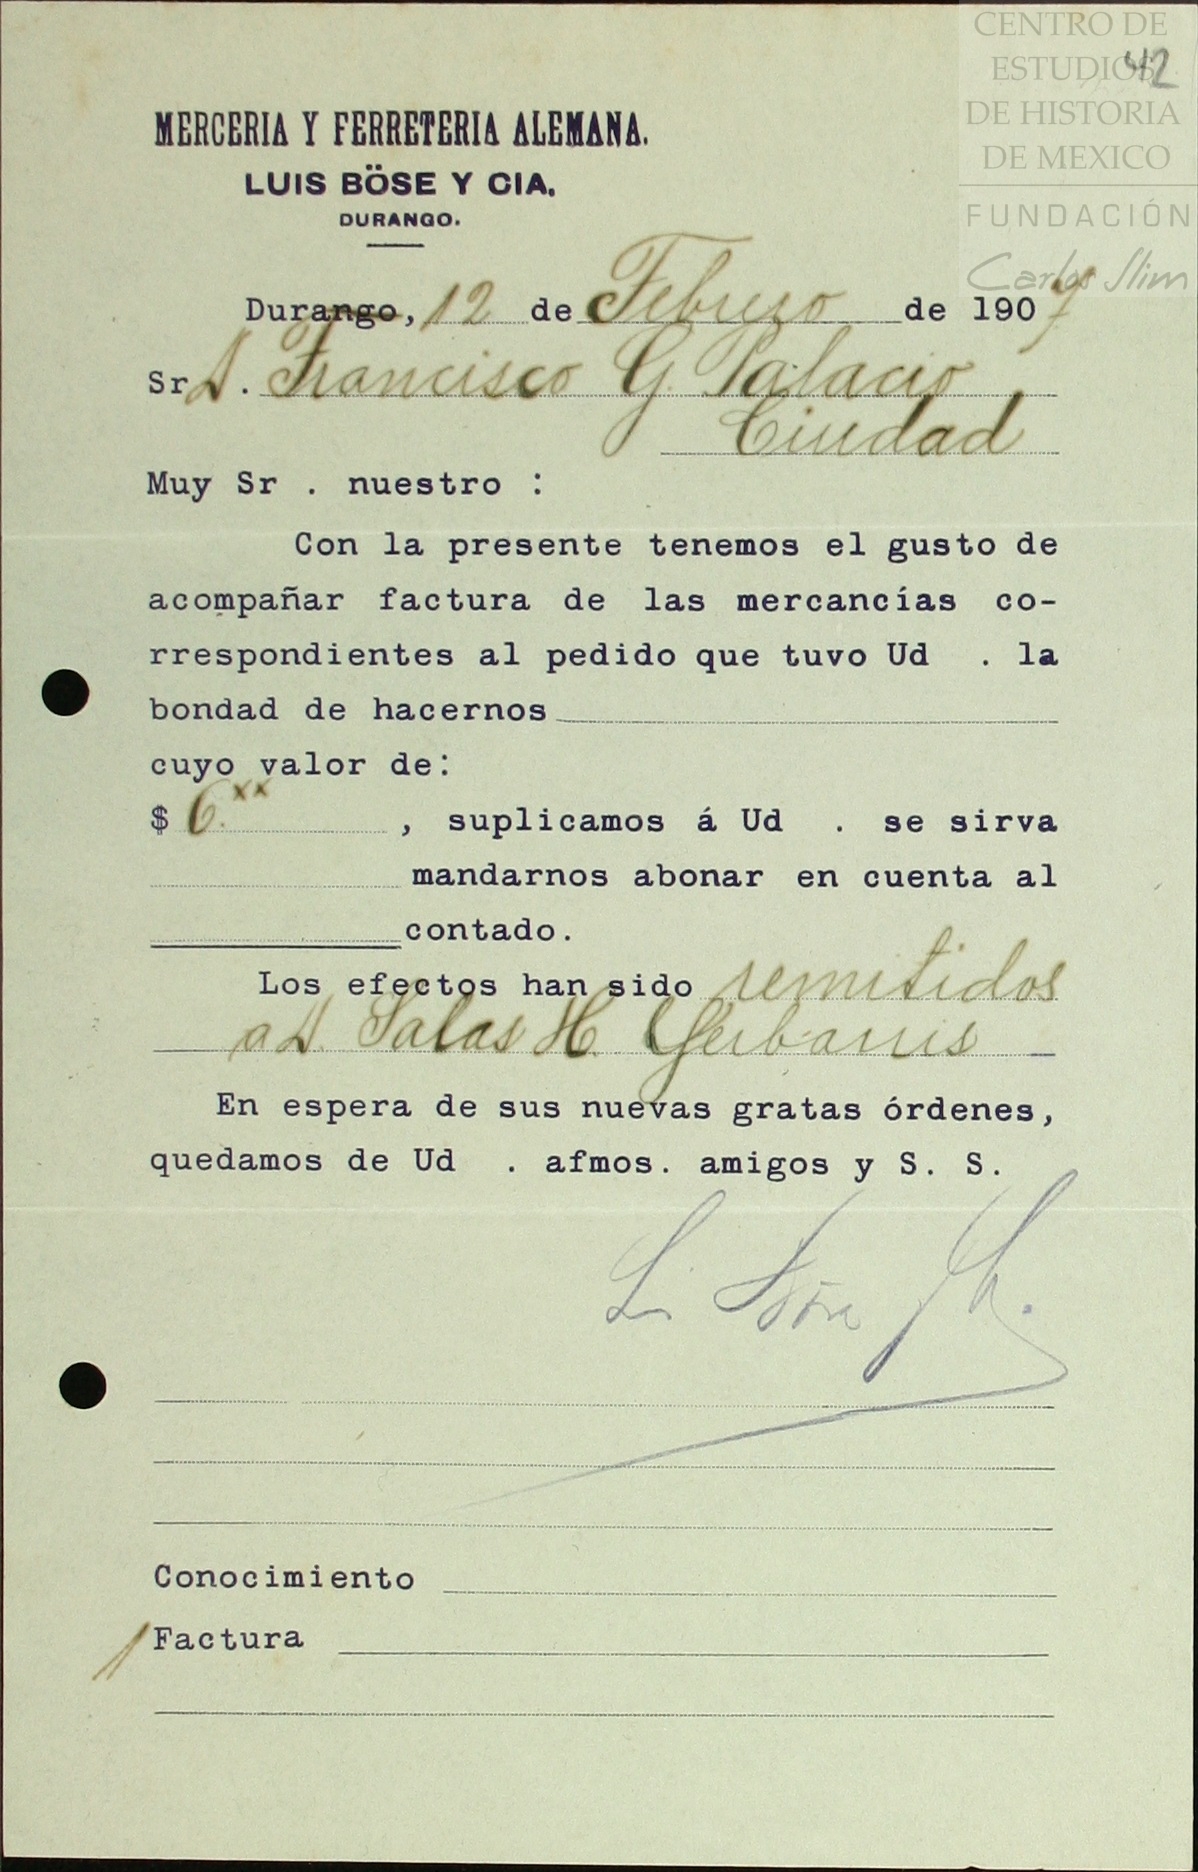 CENTRO DE
ESTUDIOS
DE HISTORIA
DE MEXICO
FUNDACIÓN
Carlos Slim
42
MERCERIA Y FERRETERIA ALEMANA.
LUIS BÖSE Y CIA.
DURANGO.
Durango, 12 de Febrero de 1907
Sr D. Francisco G. Palacio
Ciudad
Muy Sr . nuestro :
Con la presente tenemos el gusto de
acompañar factura de las mercancías co-
rrespondientes al pedido que tuvo Ud . la
bondad de hacernos
cuyo valor de:
$ 6.xx , suplicamos á Ud . se sirva
mandarnos abonar en cuenta al
contado.
Los efectos han sido remitidos
a D. Salas H.
En espera de sus nuevas gratas órdenes,
quedamos de Ud . afmos. amigos y S. S.
Conocimiento
1 Factura